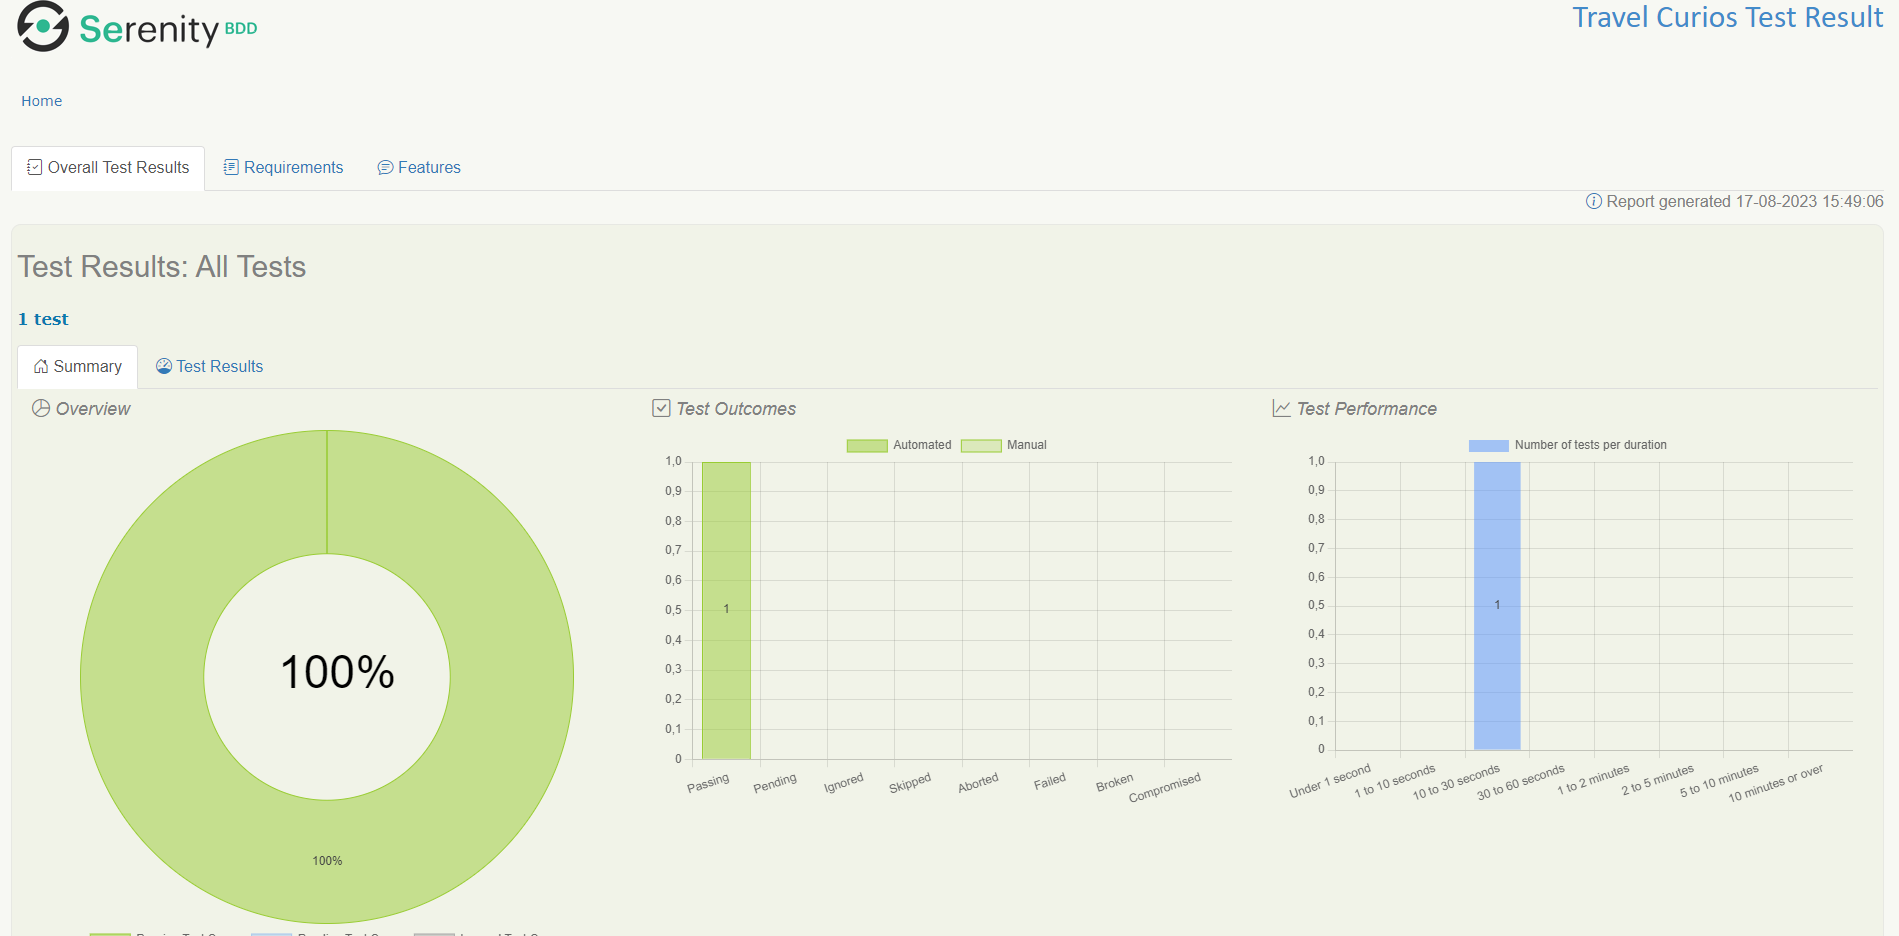 Serenity BDD
Travel Curios Test Result
Home
Overall Test Results
Requirements
Features
Report generated 17-08-2023 15:49:06
Test Results: All Tests
1 test
Summary
Test Results
Overview
100%
100%
Test Outcomes
Automated
Manual
1,0
0,9
0,8
0,7
0,6
0,5
0,4
0,3
0,2
0,1
0
1
Passing
Pending
Ignored
Skipped
Aborted
Failed
Broken
Compromised
Test Performance
Number of tests per duration
1,0
0,9
0,8
0,7
0,6
0,5
0,4
0,3
0,2
0,1
0
1
Under 1 second
1 to 10 seconds
10 to 30 seconds
30 to 60 seconds
1 to 2 minutes
2 to 5 minutes
5 to 10 minutes
10 minutes or over